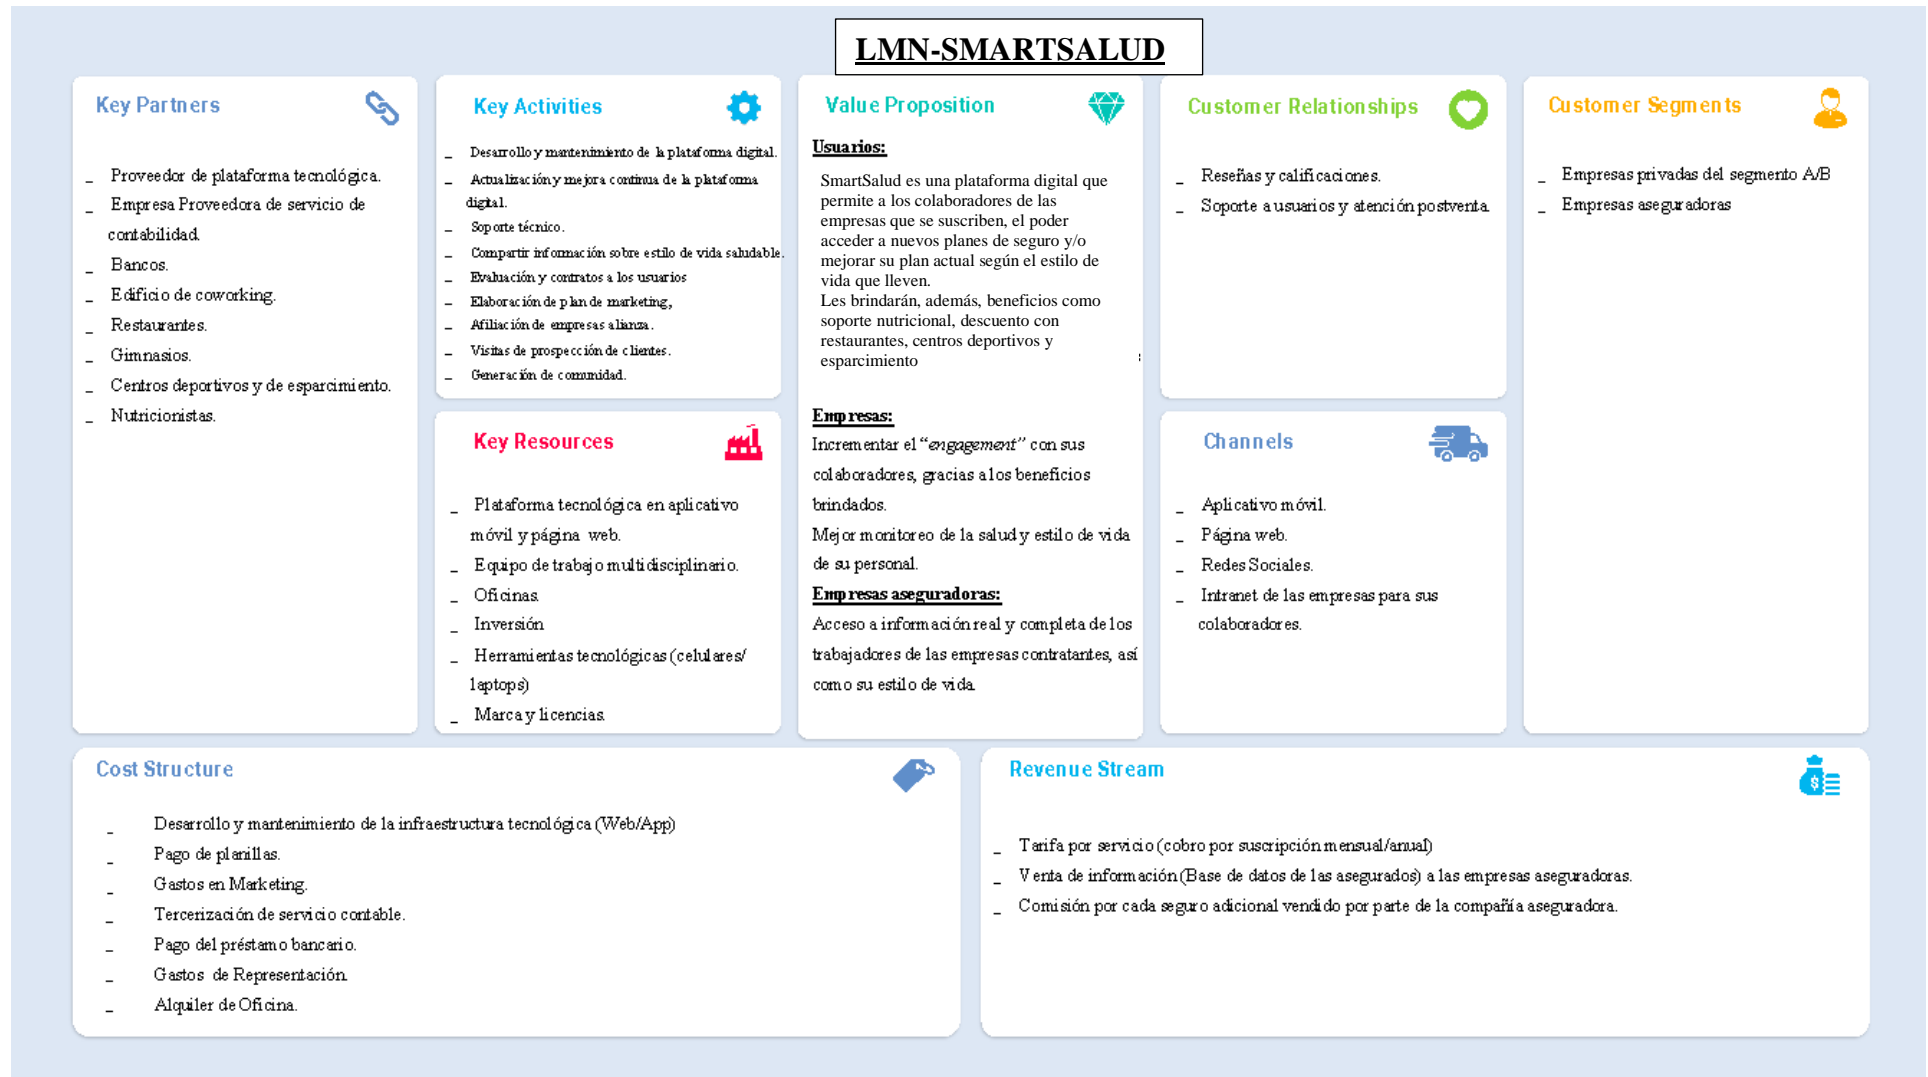 LMN-SMARTSALUD
Key Partners
_ Proveedor de plataforma tecnológica.
_ Empresa Proveedora de servicio de
contabilidad.
_ Bancos.
_ Edificio de coworking.
_ Restaurantes.
_ Gimnasios.
_ Centros deportivos y de esparcimiento.
_ Nutricionistas.
Key Activities
_ Desarrollo y mantenimiento de la plataforma digital.
_ Actualización y mejora continua de la plataforma
digital.
_ Soporte técnico.
_ Compartir información sobre estilo de vida saludable.
_ Evaluación y contratos a los usuarios
_ Elaboración de plan de marketing,
_ Afiliación de empresas alianza.
_ Visitas de prospección de clientes.
_ Generación de comunidad.
Key Resources
_ Plataforma tecnológica en aplicativo
móvil y página web.
_ Equipo de trabajo multidisciplinario.
_ Oficinas.
_ Inversión
_ Herramientas tecnológicas (celulares/
laptops)
_ Marca y licencias.
Value Proposition
Usuarios:
SmartSalud es una plataforma digital que
permite a los colaboradores de las
empresas que se suscriben, el poder
acceder a nuevos planes de seguro y/o
mejorar su plan actual según el estilo de
vida que lleven.
Les brindarán, además, beneficios como
soporte nutricional, descuento con
restaurantes, centros deportivos y
esparcimiento
Empresas:
Incrementar el “engagement” con sus
colaboradores, gracias a los beneficios
brindados.
Mejor monitoreo de la salud y estilo de vida
de su personal.
Empresas aseguradoras:
Acceso a información real y completa de los
trabajadores de las empresas contratantes, así
como su estilo de vida.
Customer Relationships
_ Reseñas y calificaciones.
_ Soporte a usuarios y atención postventa.
Channels
_ Aplicativo móvil.
_ Página web.
_ Redes Sociales.
_ Intranet de las empresas para sus
colaboradores.
Customer Segments
_ Empresas privadas del segmento A/B
_ Empresas aseguradoras
Cost Structure
_ Desarrollo y mantenimiento de la infraestructura tecnológica (Web/App)
_ Pago de planillas.
_ Gastos en Marketing.
_ Tercerización de servicio contable.
_ Pago del préstamo bancario.
_ Gastos de Representación.
_ Alquiler de Oficina.
Revenue Stream
_ Tarifa por servicio (cobro por suscripción mensual/anual)
_ Venta de información (Base de datos de las asegurados) a las empresas aseguradoras.
_ Comisión por cada seguro adicional vendido por parte de la compañía aseguradora.